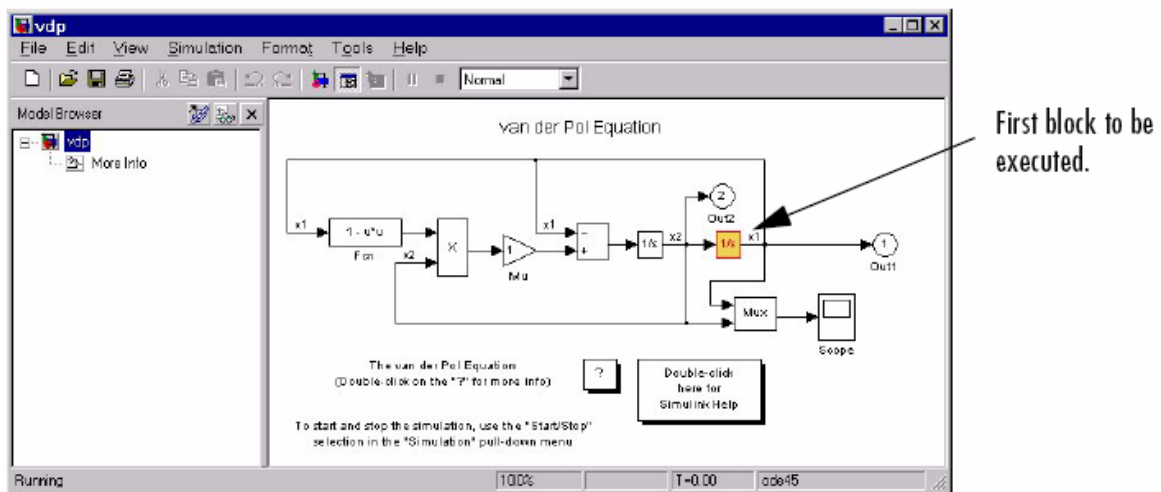 vdp
File Edit View Simulation Format Tools Help
Normal
Model Browser
vdp
More Info
van der Pol Equation
First block to be
executed.
2
Out2
x1
1 - u*u
Fcn
x2
X
1
Mu
x1
−
+
1/s
x2
1/s
x1
1
Out1
Mux
Scope
The van der Pol Equation
(Double-click on the "?" for more info)
?
Double-click
here for
Simulink Help
To start and stop the simulation, use the "Start/Stop"
selection in the "Simulation" pull-down menu
Running
100%
T=0.00
ode45